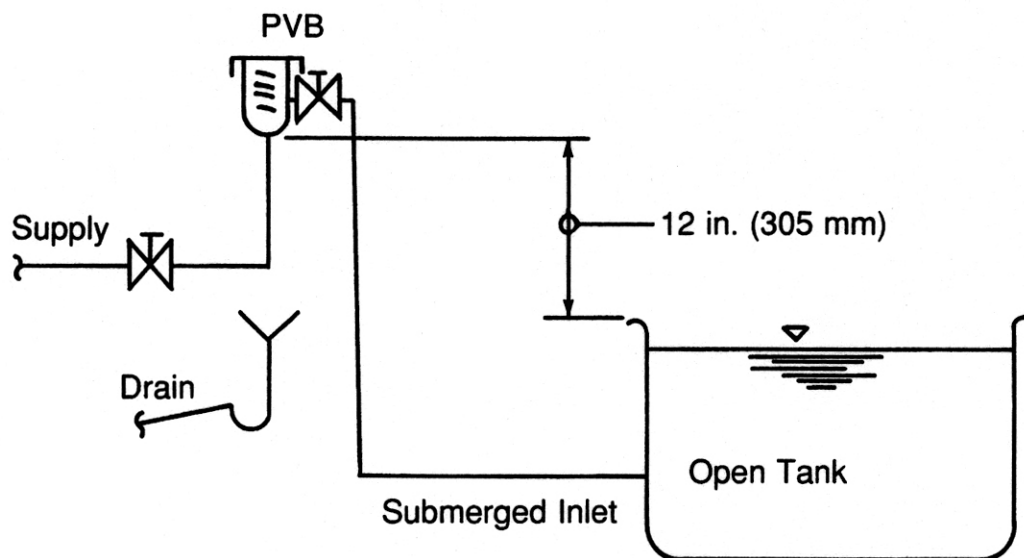 PVB
Supply
12 in. (305 mm)
Drain
Open Tank
Submerged Inlet